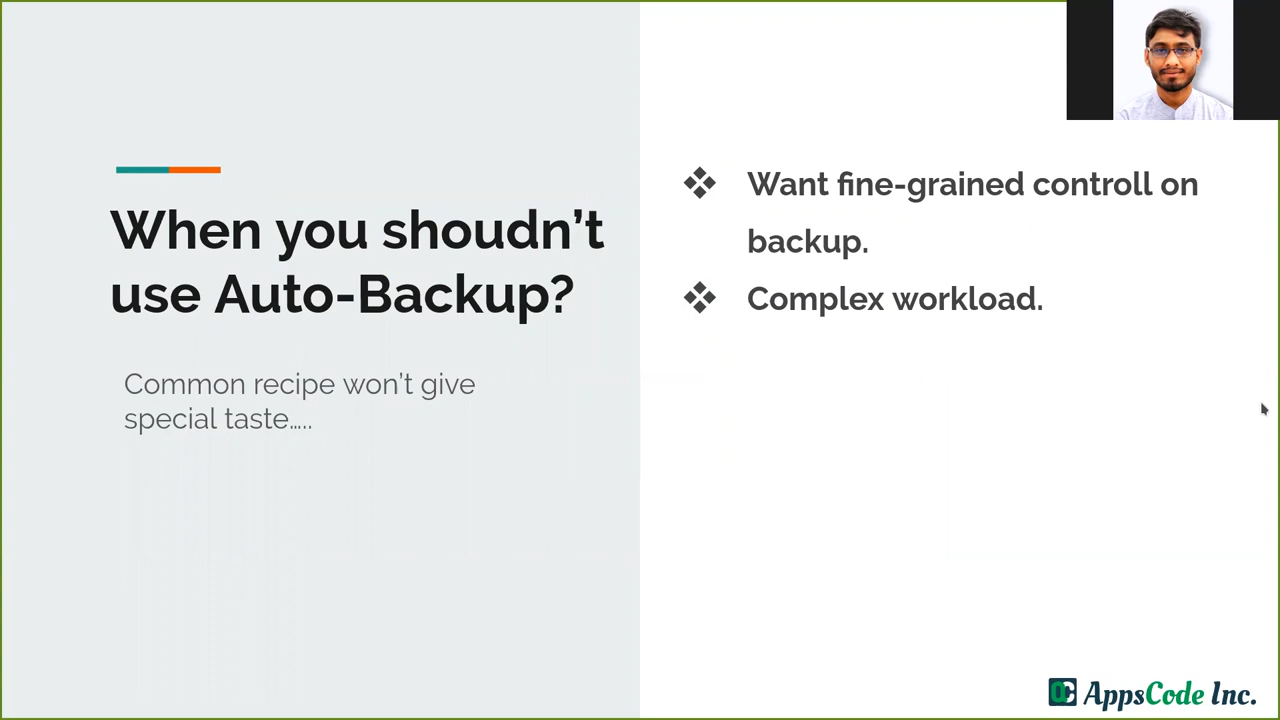 When you shoudn’t
use Auto-Backup?
Common recipe won’t give
special taste…..
❖ Want fine-grained controll on
backup.
❖ Complex workload.
AppsCode Inc.